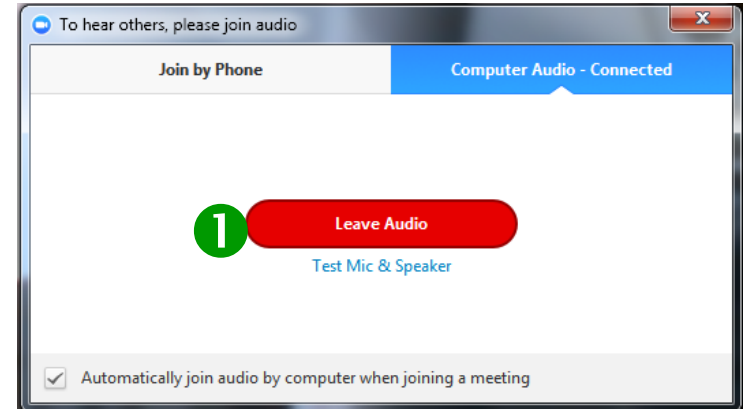 To hear others, please join audio
Join by Phone
Computer Audio - Connected
1
Leave Audio
Test Mic & Speaker
Automatically join audio by computer when joining a meeting